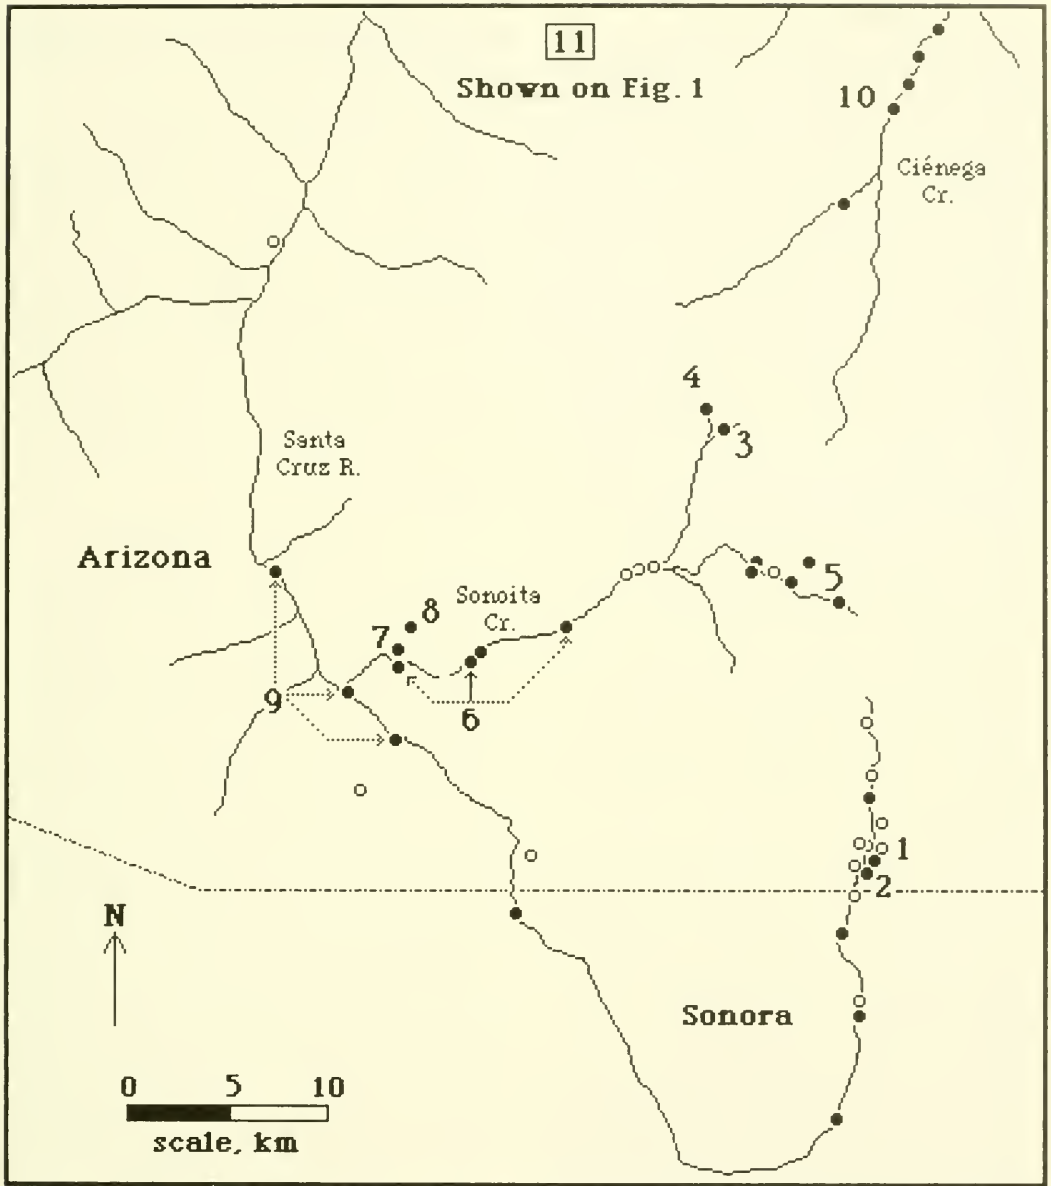 11
Shown on Fig. 1
10
Ciénega
Cr.
4
3
Santa
Cruz R.
Arizona
5
Sonoita
Cr.
8
7
9
6
1
2
N
Sonora
0 5 10
scale, km